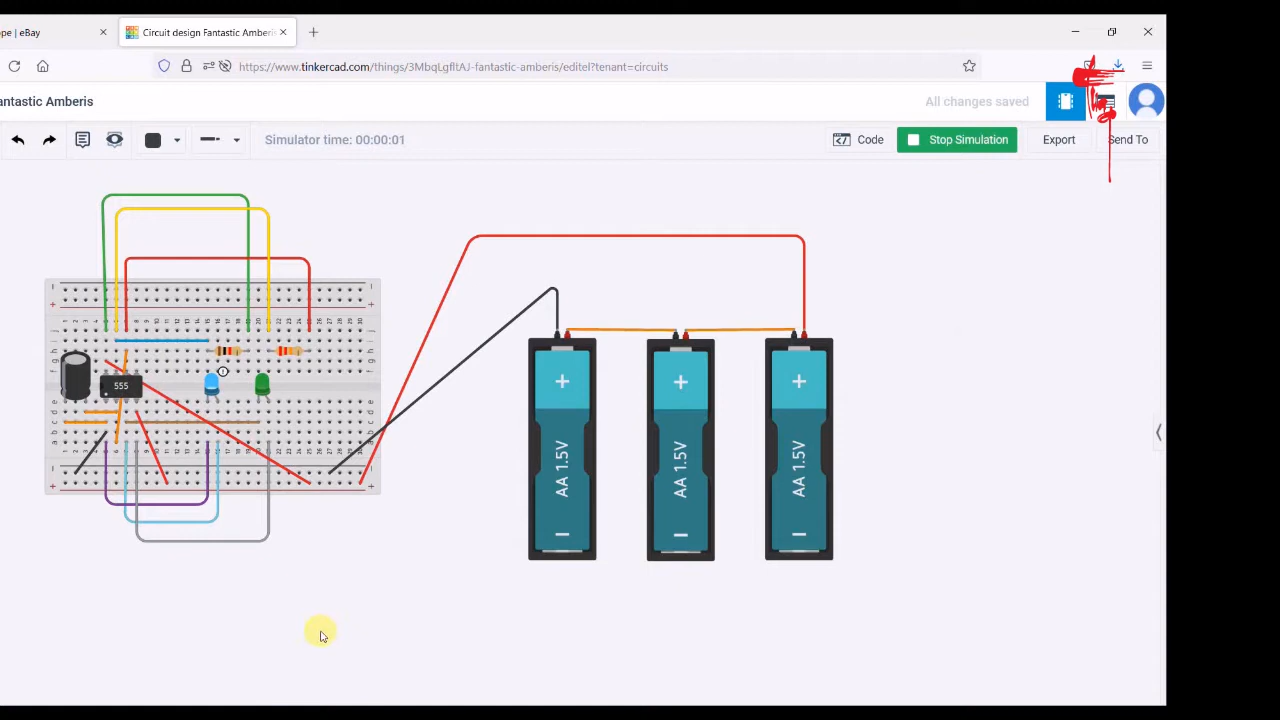 ope | eBay
Circuit design Fantastic Amberis
https://www.tinkercad.com/things/3MbqLgfltAJ-fantastic-amberis/editel?tenant=circuits
antastic Amberis
All changes saved
Simulator time: 00:00:01
Code
Stop Simulation
Export
Send To
555
AA 1.5V
AA 1.5V
AA 1.5V